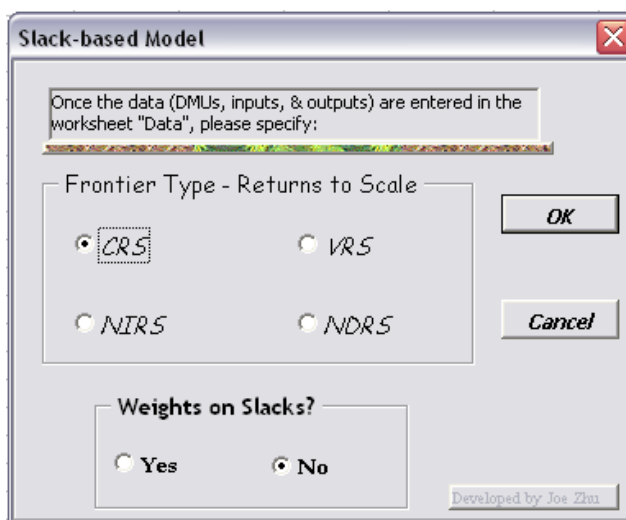 Slack-based Model
Once the data (DMUs, inputs, & outputs) are entered in the
worksheet "Data", please specify:
Frontier Type - Returns to Scale
CRS
VRS
OK
NIRS
NDRS
Cancel
Weights on Slacks?
Yes
No
Developed by Joe Zhu